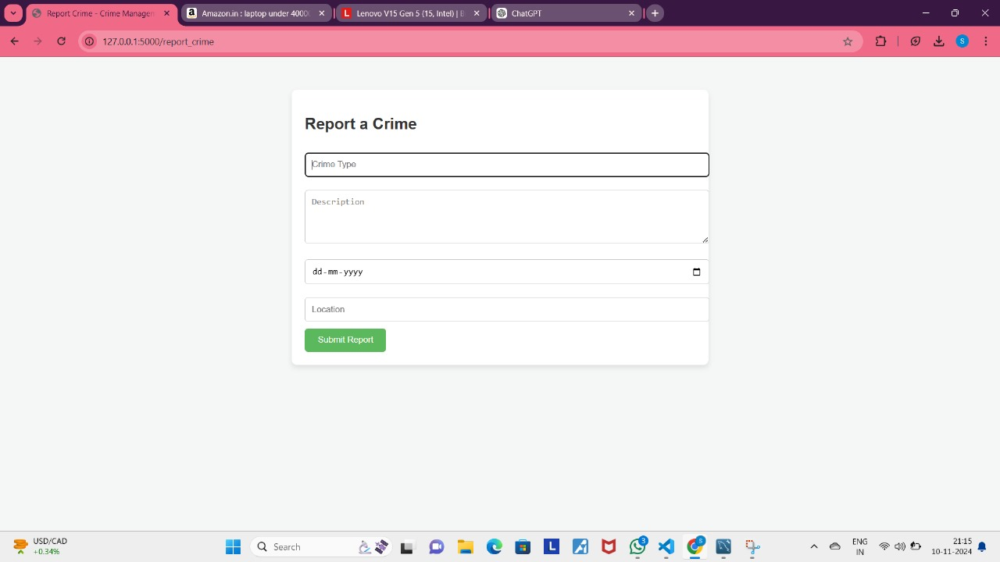 Report Crime - Crime Managem
Amazon.in : laptop under 4000
Lenovo V15 Gen 5 (15, Intel) | B
ChatGPT
127.0.0.1:5000/report_crime
S
Report a Crime
Crime Type
Description
dd-mm-yyyy
Location
Submit Report
USD/CAD
+0.34%
Search
L
3
S
ENG
IN
21:15
10-11-2024